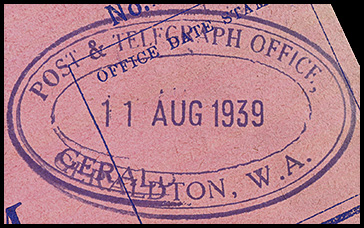 No.
OFFICE DATE STAMP
POST & TELEGRAPH OFFICE,
11 AUG 1939
GERALDTON, W.A.